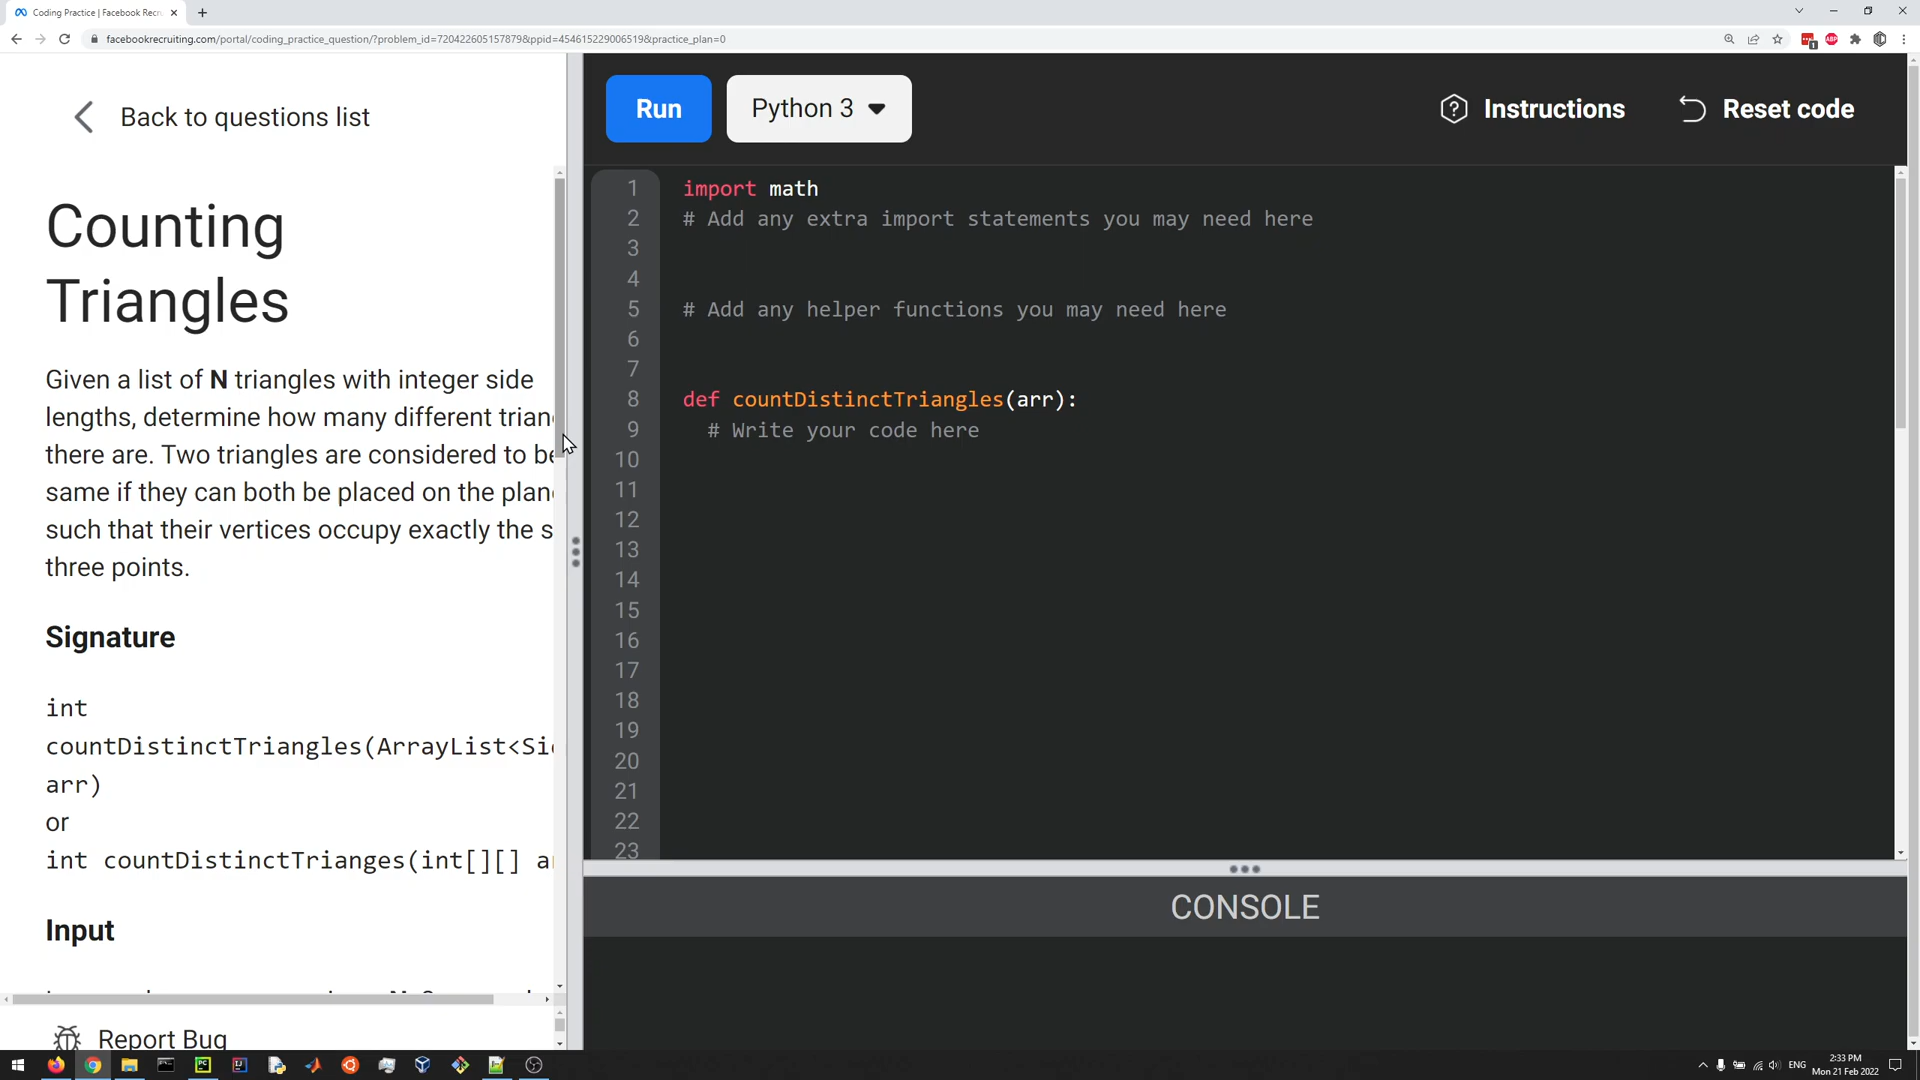 Coding Practice | Facebook Recru
facebookrecruiting.com/portal/coding_practice_question/?problem_id=720422605157879&ppid=454615229006519&practice_plan=0
1
ABP
Back to questions list
Run
Python 3
Instructions
Reset code
Counting
Triangles
Given a list of N triangles with integer side
lengths, determine how many different trian
there are. Two triangles are considered to be
same if they can both be placed on the plan
such that their vertices occupy exactly the s
three points.
Signature
int
countDistinctTriangles(ArrayList<Si
arr)
or
int countDistinctTrianges(int[][] a
Input
Report Bug
1 import math
2 # Add any extra import statements you may need here
3
4
5 # Add any helper functions you may need here
6
7
8 def countDistinctTriangles(arr):
9 # Write your code here
10
11
12
13
14
15
16
17
18
19
20
21
22
23
CONSOLE
PC
ENG
2:33 PM
Mon 21 Feb 2022